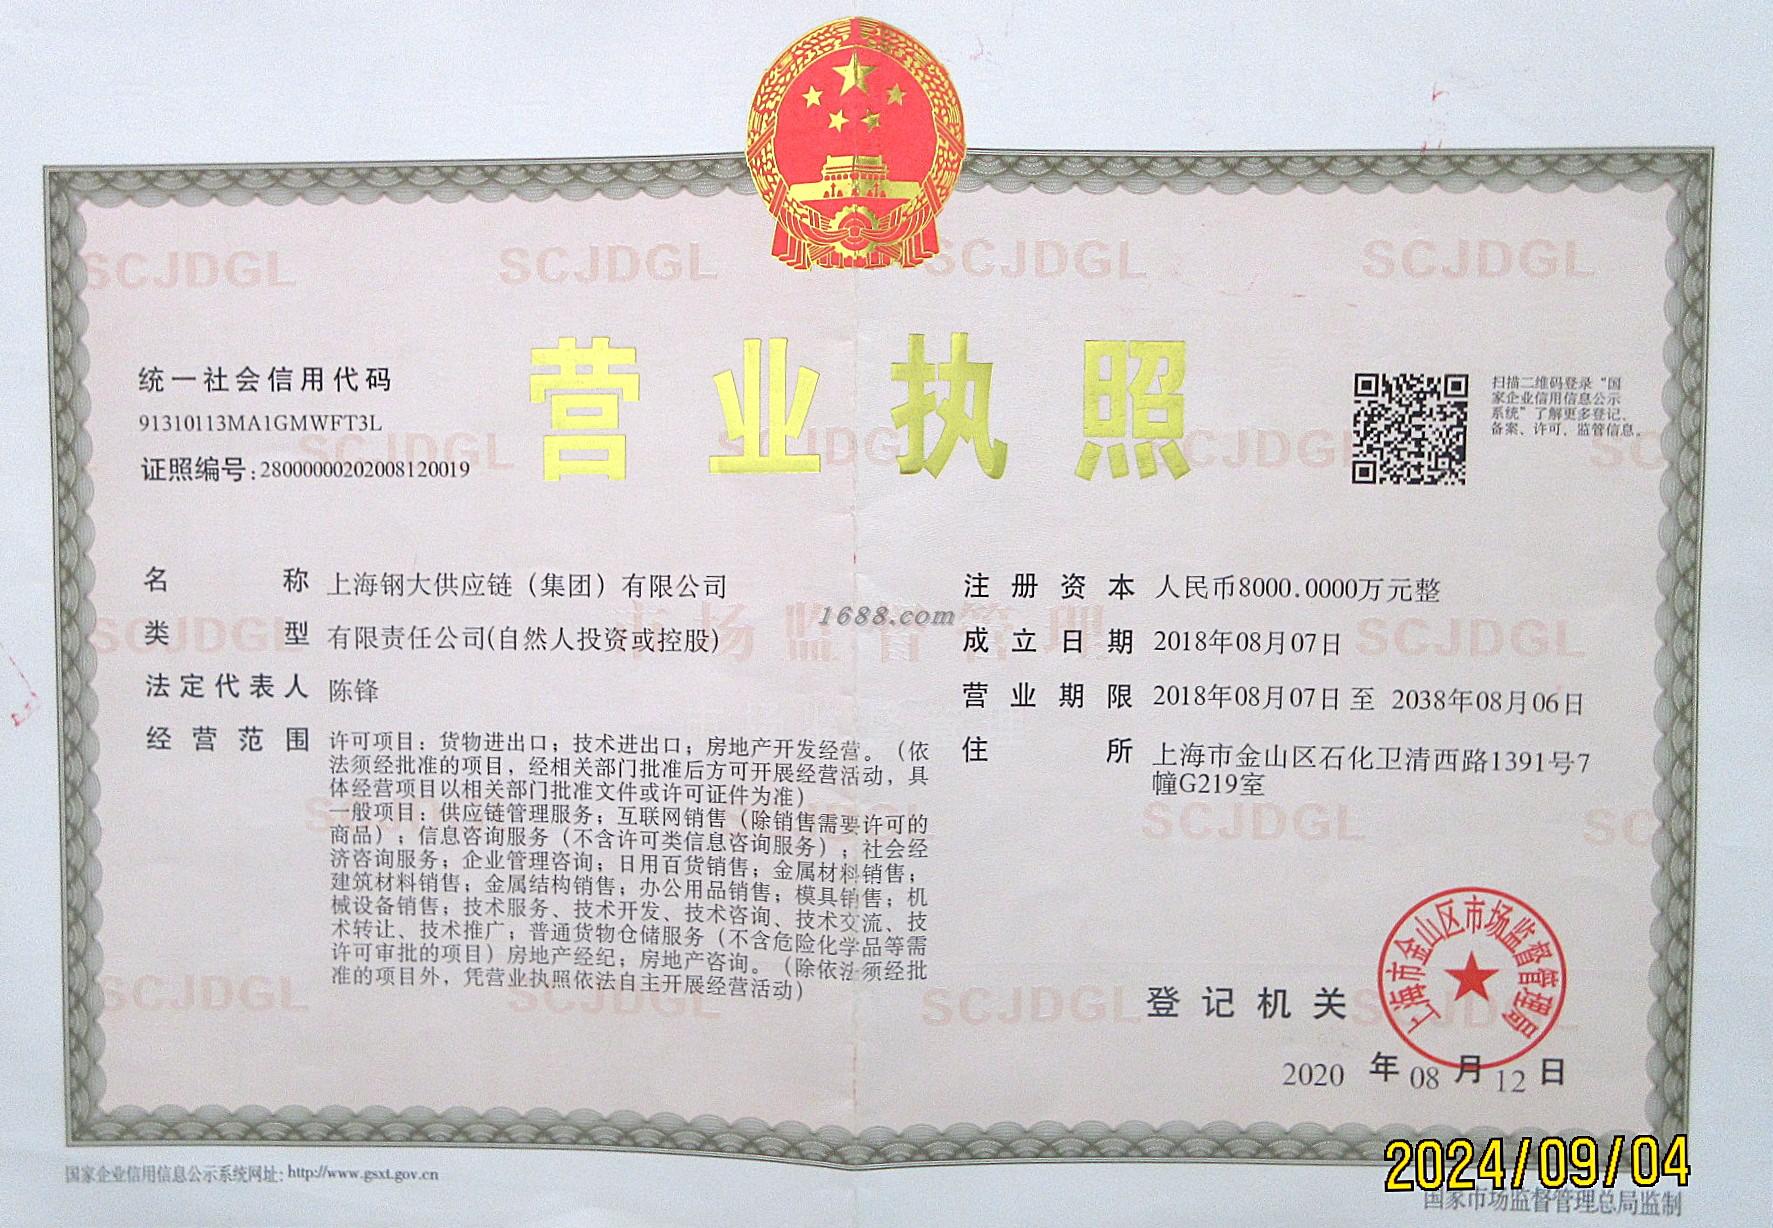 SCJDGL SCJDGL SCJDGL SCJDGL
营业执照
统一社会信用代码
91310113MA1GMWFT3L
证照编号:28000000202008120019
扫描二维码登录“国
家企业信用信息公示
系统”了解更多登记、
备案、许可、监管信息。
名称 上海钢大供应链（集团）有限公司
类型 有限责任公司(自然人投资或控股)
法定代表人 陈锋
经营范围 许可项目：货物进出口；技术进出口；房地产开发经营。（依
法须经批准的项目，经相关部门批准后方可开展经营活动，具
体经营项目以相关部门批准文件或许可证件为准）
一般项目：供应链管理服务；互联网销售（除销售需要许可的
商品）；信息咨询服务（不含许可类信息咨询服务）；社会经
济咨询服务；企业管理咨询；日用百货销售；金属材料销售；
建筑材料销售；金属结构销售；办公用品销售；模具销售；机
械设备销售；技术服务、技术开发、技术咨询、技术交流、技
术转让、技术推广；普通货物仓储服务（不含危险化学品等需
许可审批的项目）房地产经纪；房地产咨询。（除依法须经批
准的项目外，凭营业执照依法自主开展经营活动）
注册资本 人民币8000.0000万元整
成立日期 2018年08月07日
营业期限 2018年08月07日 至 2038年08月06日
住所 上海市金山区石化卫清西路1391号7
幢G219室
1688.com
市场监督管理
登记机关
上海市金山区市场监督管理局
2020 年 08 月 12 日
2024/09/04
国家企业信用信息公示系统网址: http://www.gsxt.gov.cn
国家市场监督管理总局监制